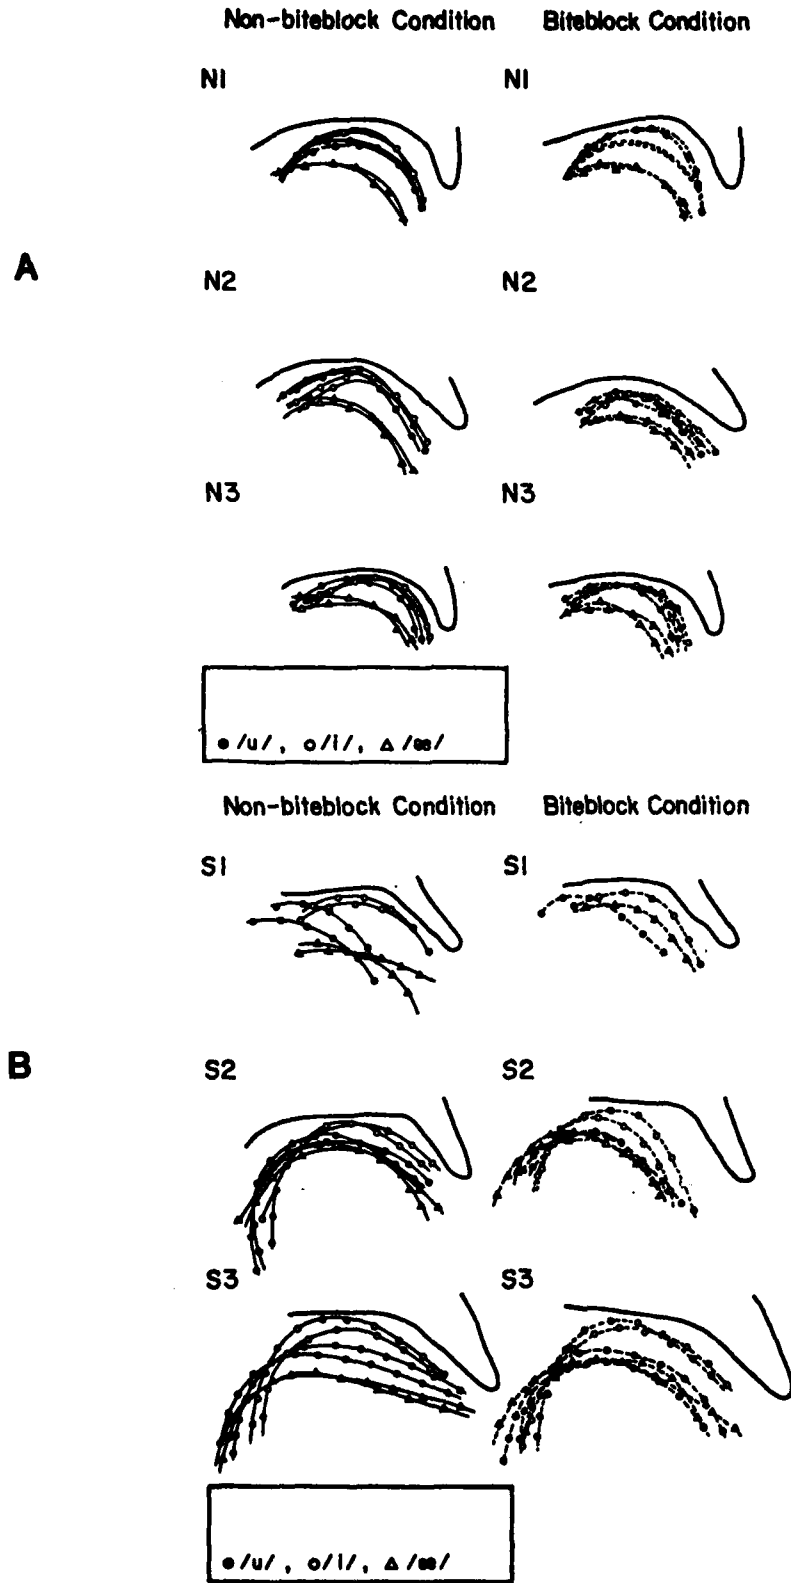 Non-biteblock Condition Biteblock Condition
N1 N1
A
N2 N2
N3 N3
● /u/ , ○ /i/ , △ /æ/
Non-biteblock Condition Biteblock Condition
S1 S1
B
S2 S2
S3 S3
● /u/ , ○ /i/ , △ /æ/